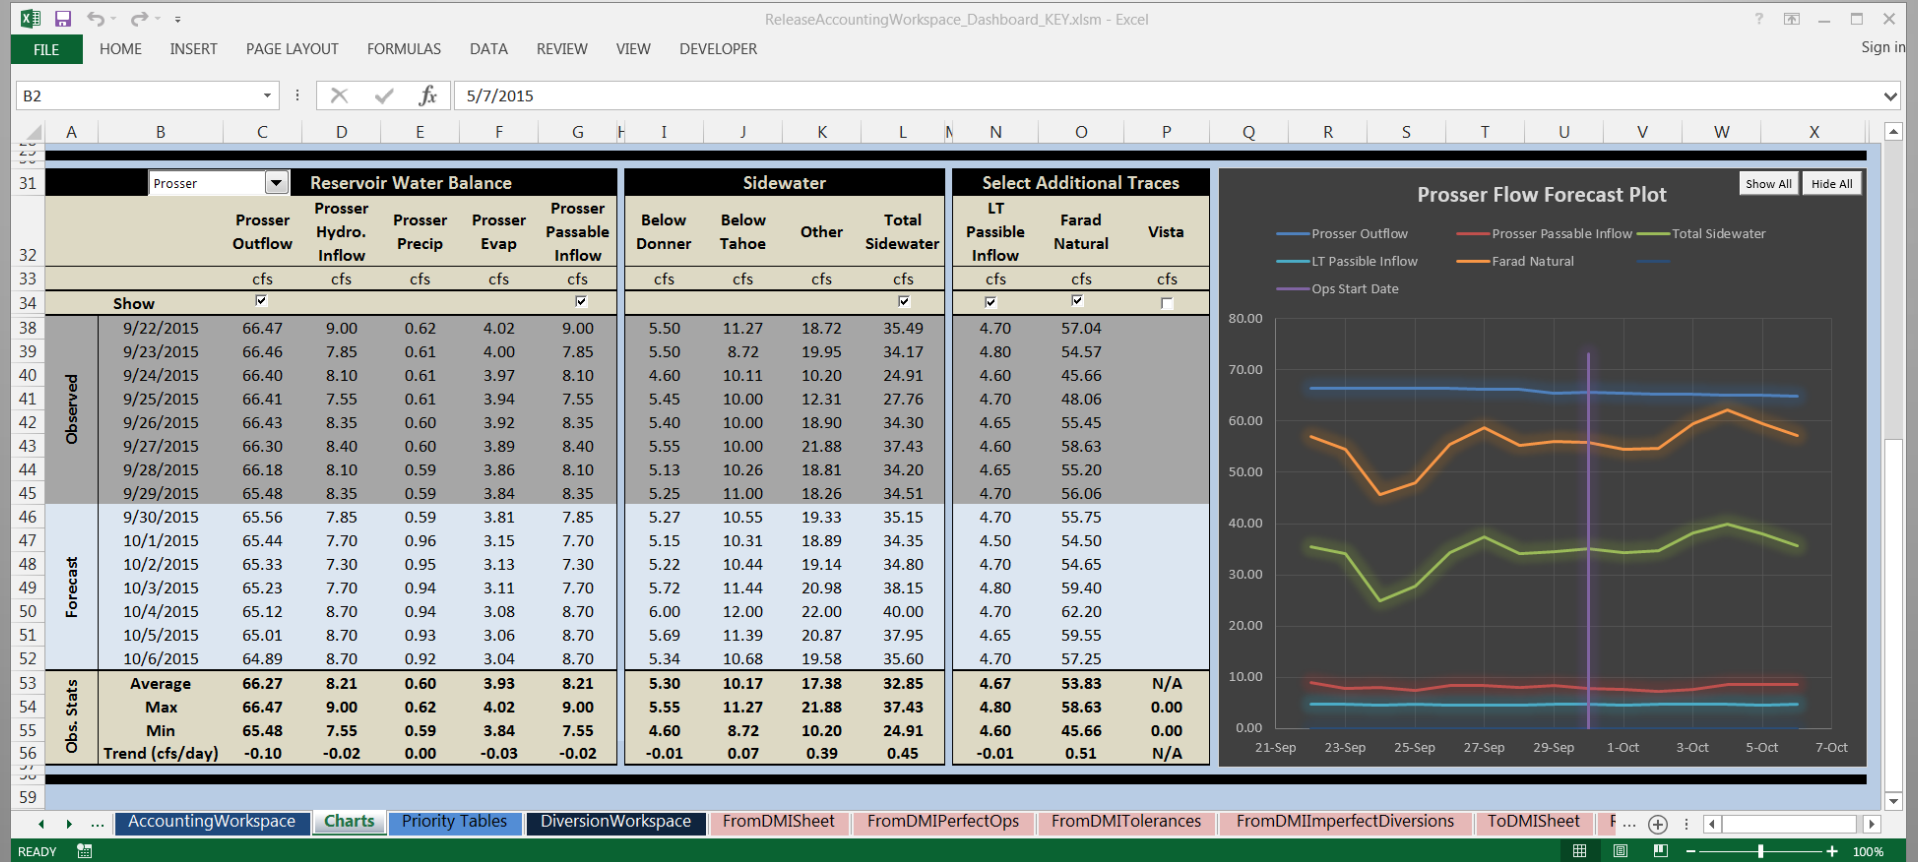 ReleaseAccountingWorkspace_Dashboard_KEY.xlsm - Excel
FILE HOME INSERT PAGE LAYOUT FORMULAS DATA REVIEW VIEW DEVELOPER Sign in
B2 fx 5/7/2015
A B C D E F G H I J K L M N O P Q R S T U V W X
31 Prosser Reservoir Water Balance Sidewater Select Additional Traces
32 Prosser Outflow Prosser Hydro. Inflow Prosser Precip Prosser Evap Prosser Passable Inflow Below Donner Below Tahoe Other Total Sidewater LT Passible Inflow Farad Natural Vista
33 cfs cfs cfs cfs cfs cfs cfs cfs cfs cfs cfs cfs
34 Show
Observed
38 9/22/2015 66.47 9.00 0.62 4.02 9.00 5.50 11.27 18.72 35.49 4.70 57.04
39 9/23/2015 66.46 7.85 0.61 4.00 7.85 5.50 8.72 19.95 34.17 4.80 54.57
40 9/24/2015 66.40 8.10 0.61 3.97 8.10 4.60 10.11 10.20 24.91 4.60 45.66
41 9/25/2015 66.41 7.55 0.61 3.94 7.55 5.45 10.00 12.31 27.76 4.70 48.06
42 9/26/2015 66.43 8.35 0.60 3.92 8.35 5.40 10.00 18.90 34.30 4.65 55.45
43 9/27/2015 66.30 8.40 0.60 3.89 8.40 5.55 10.00 21.88 37.43 4.60 58.63
44 9/28/2015 66.18 8.10 0.59 3.86 8.10 5.13 10.26 18.81 34.20 4.65 55.20
45 9/29/2015 65.48 8.35 0.59 3.84 8.35 5.25 11.00 18.26 34.51 4.70 56.06
Forecast
46 9/30/2015 65.56 7.85 0.59 3.81 7.85 5.27 10.55 19.33 35.15 4.70 55.75
47 10/1/2015 65.44 7.70 0.96 3.15 7.70 5.15 10.31 18.89 34.35 4.50 54.50
48 10/2/2015 65.33 7.30 0.95 3.13 7.30 5.22 10.44 19.14 34.80 4.70 54.65
49 10/3/2015 65.23 7.70 0.94 3.11 7.70 5.72 11.44 20.98 38.15 4.80 59.40
50 10/4/2015 65.12 8.70 0.94 3.08 8.70 6.00 12.00 22.00 40.00 4.70 62.20
51 10/5/2015 65.01 8.70 0.93 3.06 8.70 5.69 11.39 20.87 37.95 4.65 59.55
52 10/6/2015 64.89 8.70 0.92 3.04 8.70 5.34 10.68 19.58 35.60 4.70 57.25
Obs. Stats
53 Average 66.27 8.21 0.60 3.93 8.21 5.30 10.17 17.38 32.85 4.67 53.83 N/A
54 Max 66.47 9.00 0.62 4.02 9.00 5.55 11.27 21.88 37.43 4.80 58.63 0.00
55 Min 65.48 7.55 0.59 3.84 7.55 4.60 8.72 10.20 24.91 4.60 45.66 0.00
56 Trend (cfs/day) -0.10 -0.02 0.00 -0.03 -0.02 -0.01 0.07 0.39 0.45 -0.01 0.51 N/A
59
Show All Hide All
Prosser Flow Forecast Plot
Prosser Outflow Prosser Passable Inflow Total Sidewater
LT Passible Inflow Farad Natural
Ops Start Date
80.00
70.00
60.00
50.00
40.00
30.00
20.00
10.00
0.00
21-Sep 23-Sep 25-Sep 27-Sep 29-Sep 1-Oct 3-Oct 5-Oct 7-Oct
... AccountingWorkspace Charts Priority Tables DiversionWorkspace FromDMISheet FromDMIPerfectOps FromDMITolerances FromDMIImperfectDiversions ToDMISheet ...
READY 100%